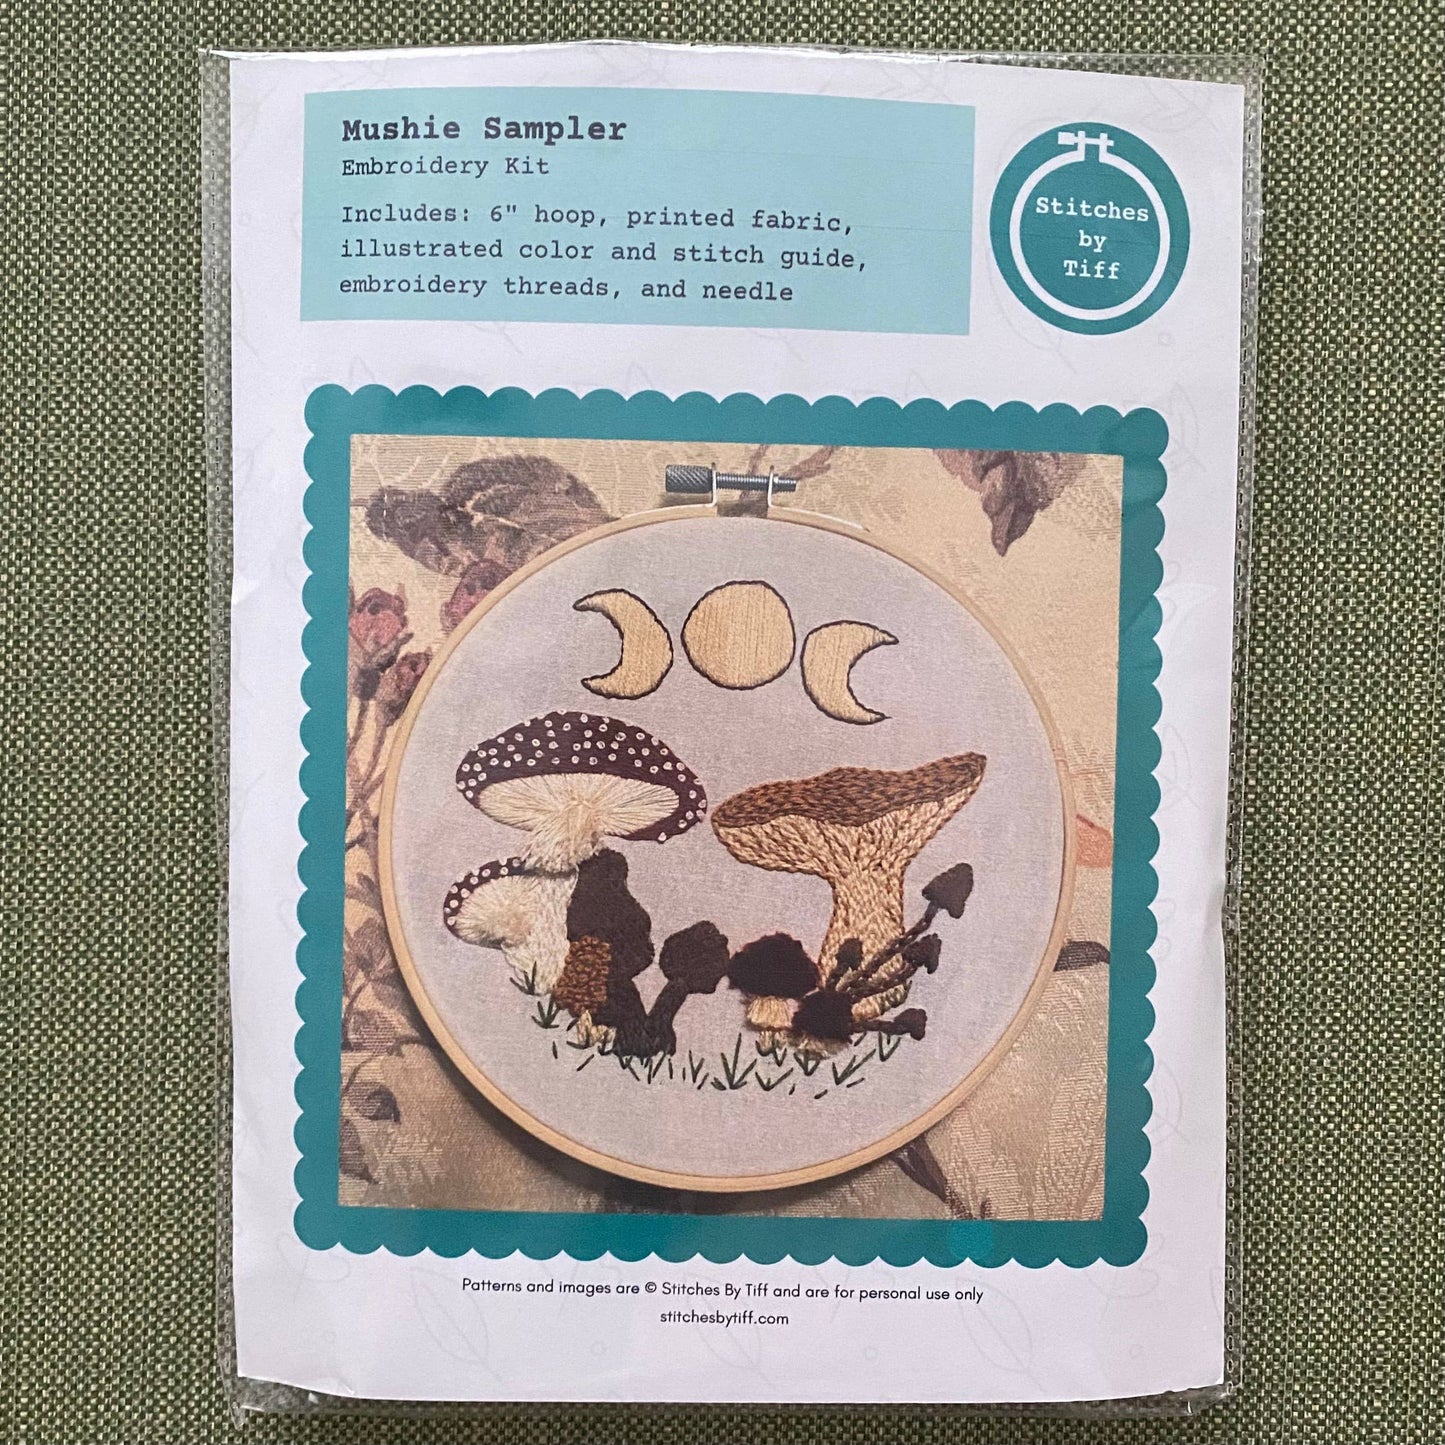 Mushie Sampler
Embroidery Kit
Includes: 6" hoop, printed fabric,
illustrated color and stitch guide,
embroidery threads, and needle
Stitches
by
Tiff
Patterns and images are © Stitches By Tiff and are for personal use only
stitchesbytiff.com